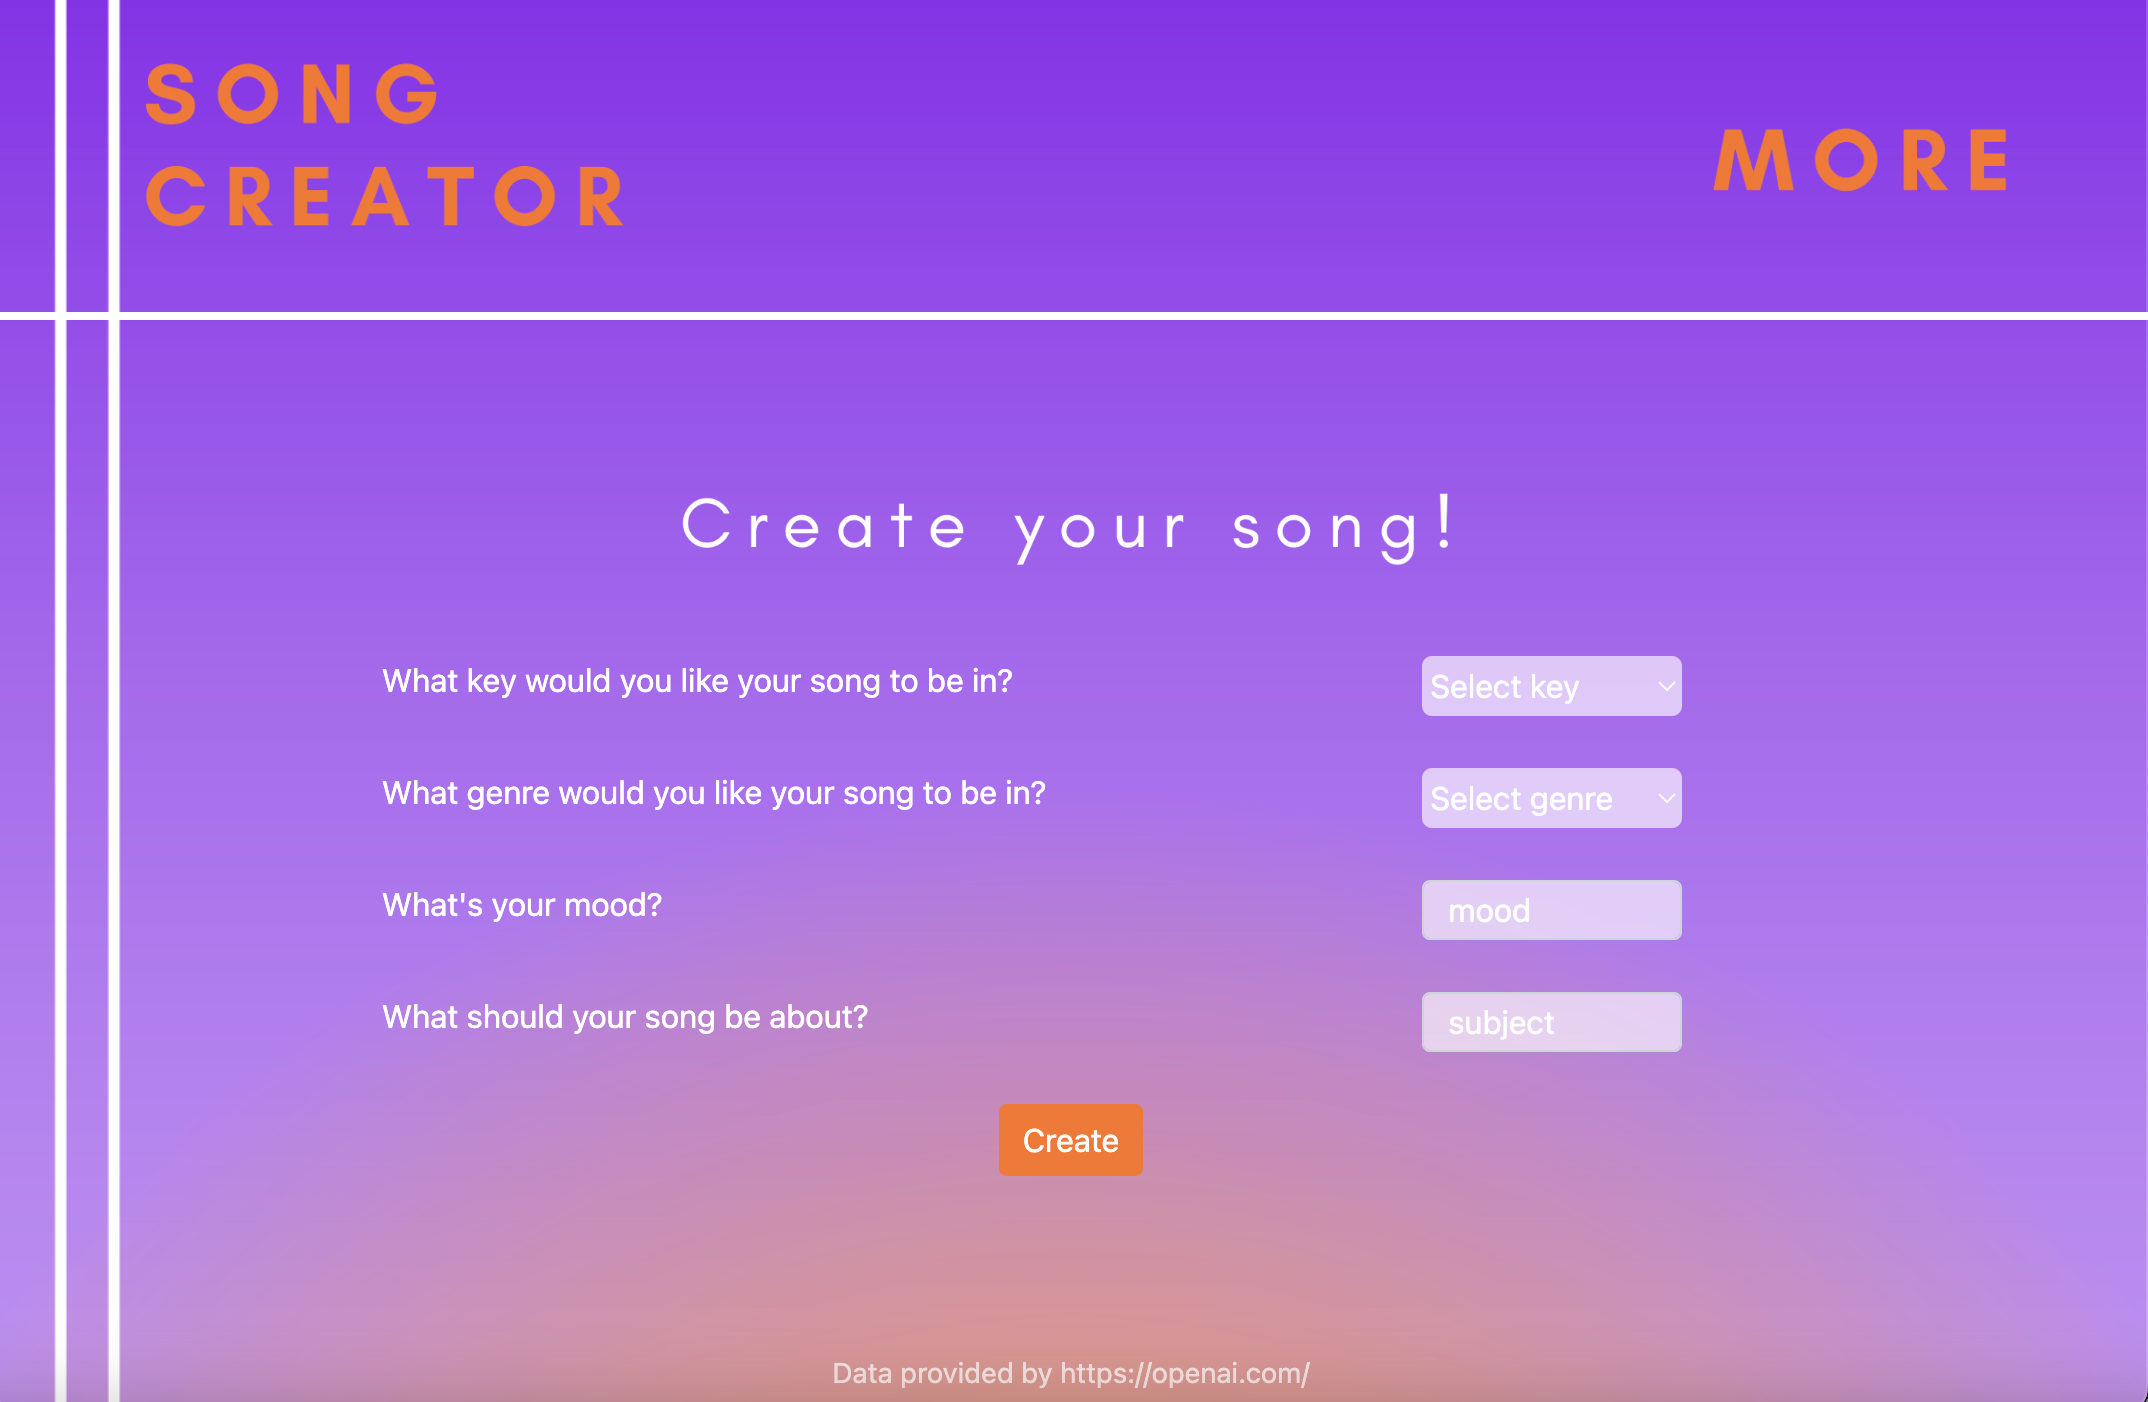 SONG
CREATOR
MORE
Create your song!
What key would you like your song to be in?
Select key
What genre would you like your song to be in?
Select genre
What's your mood?
mood
What should your song be about?
subject
Create
Data provided by https://openai.com/